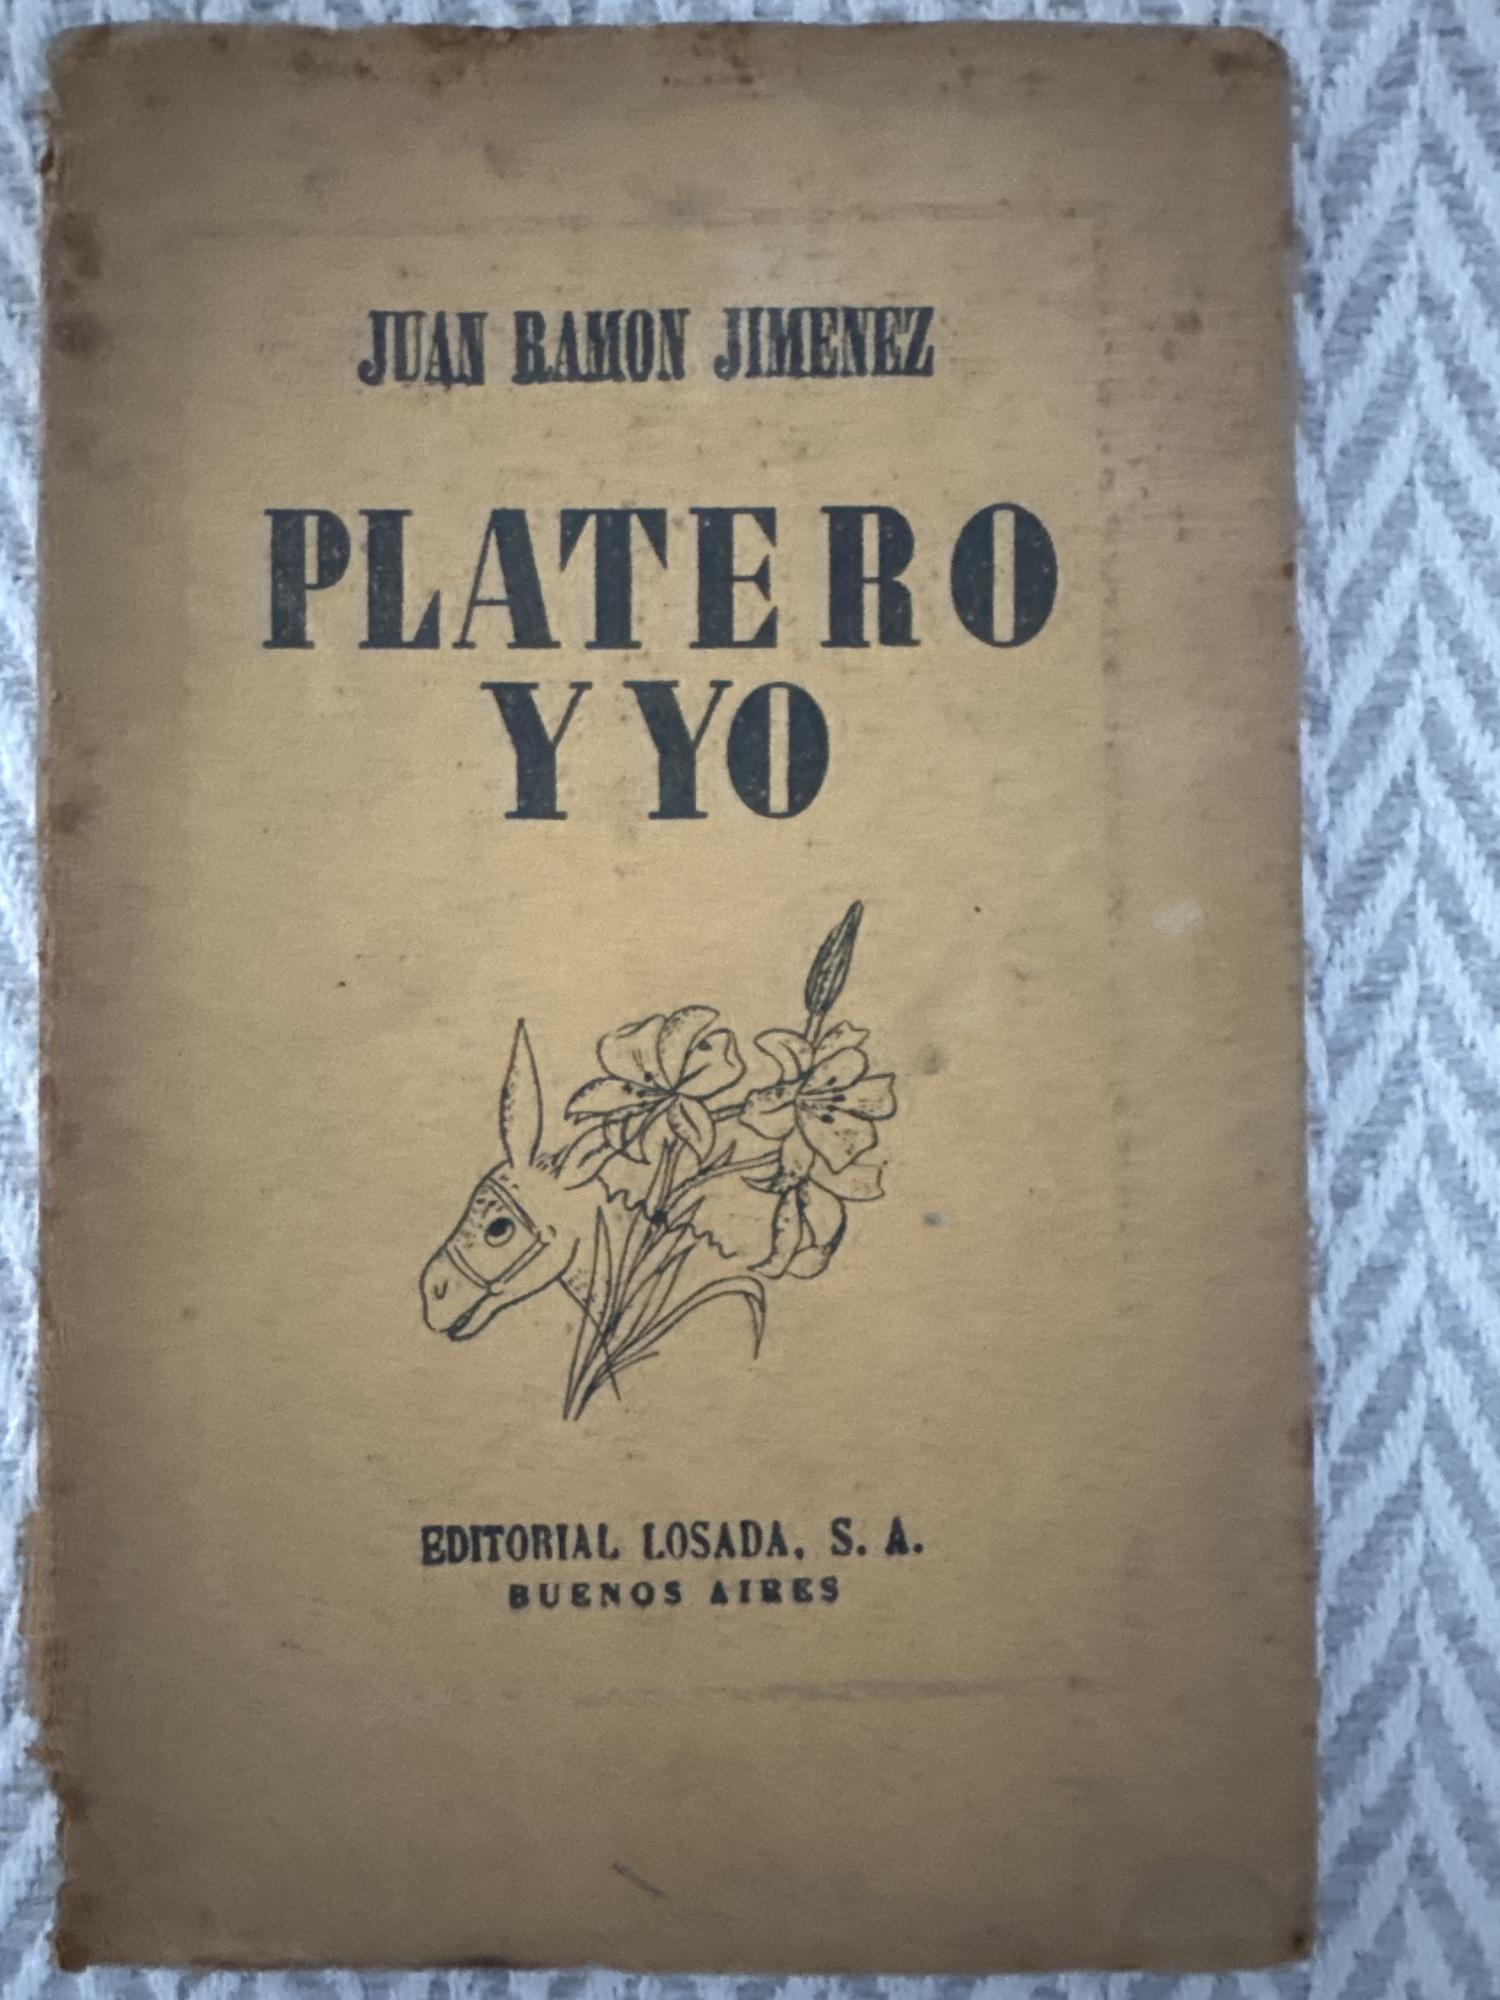 JUAN RAMON JIMENEZ
PLATERO
Y YO
EDITORIAL LOSADA, S. A.
BUENOS AIRES